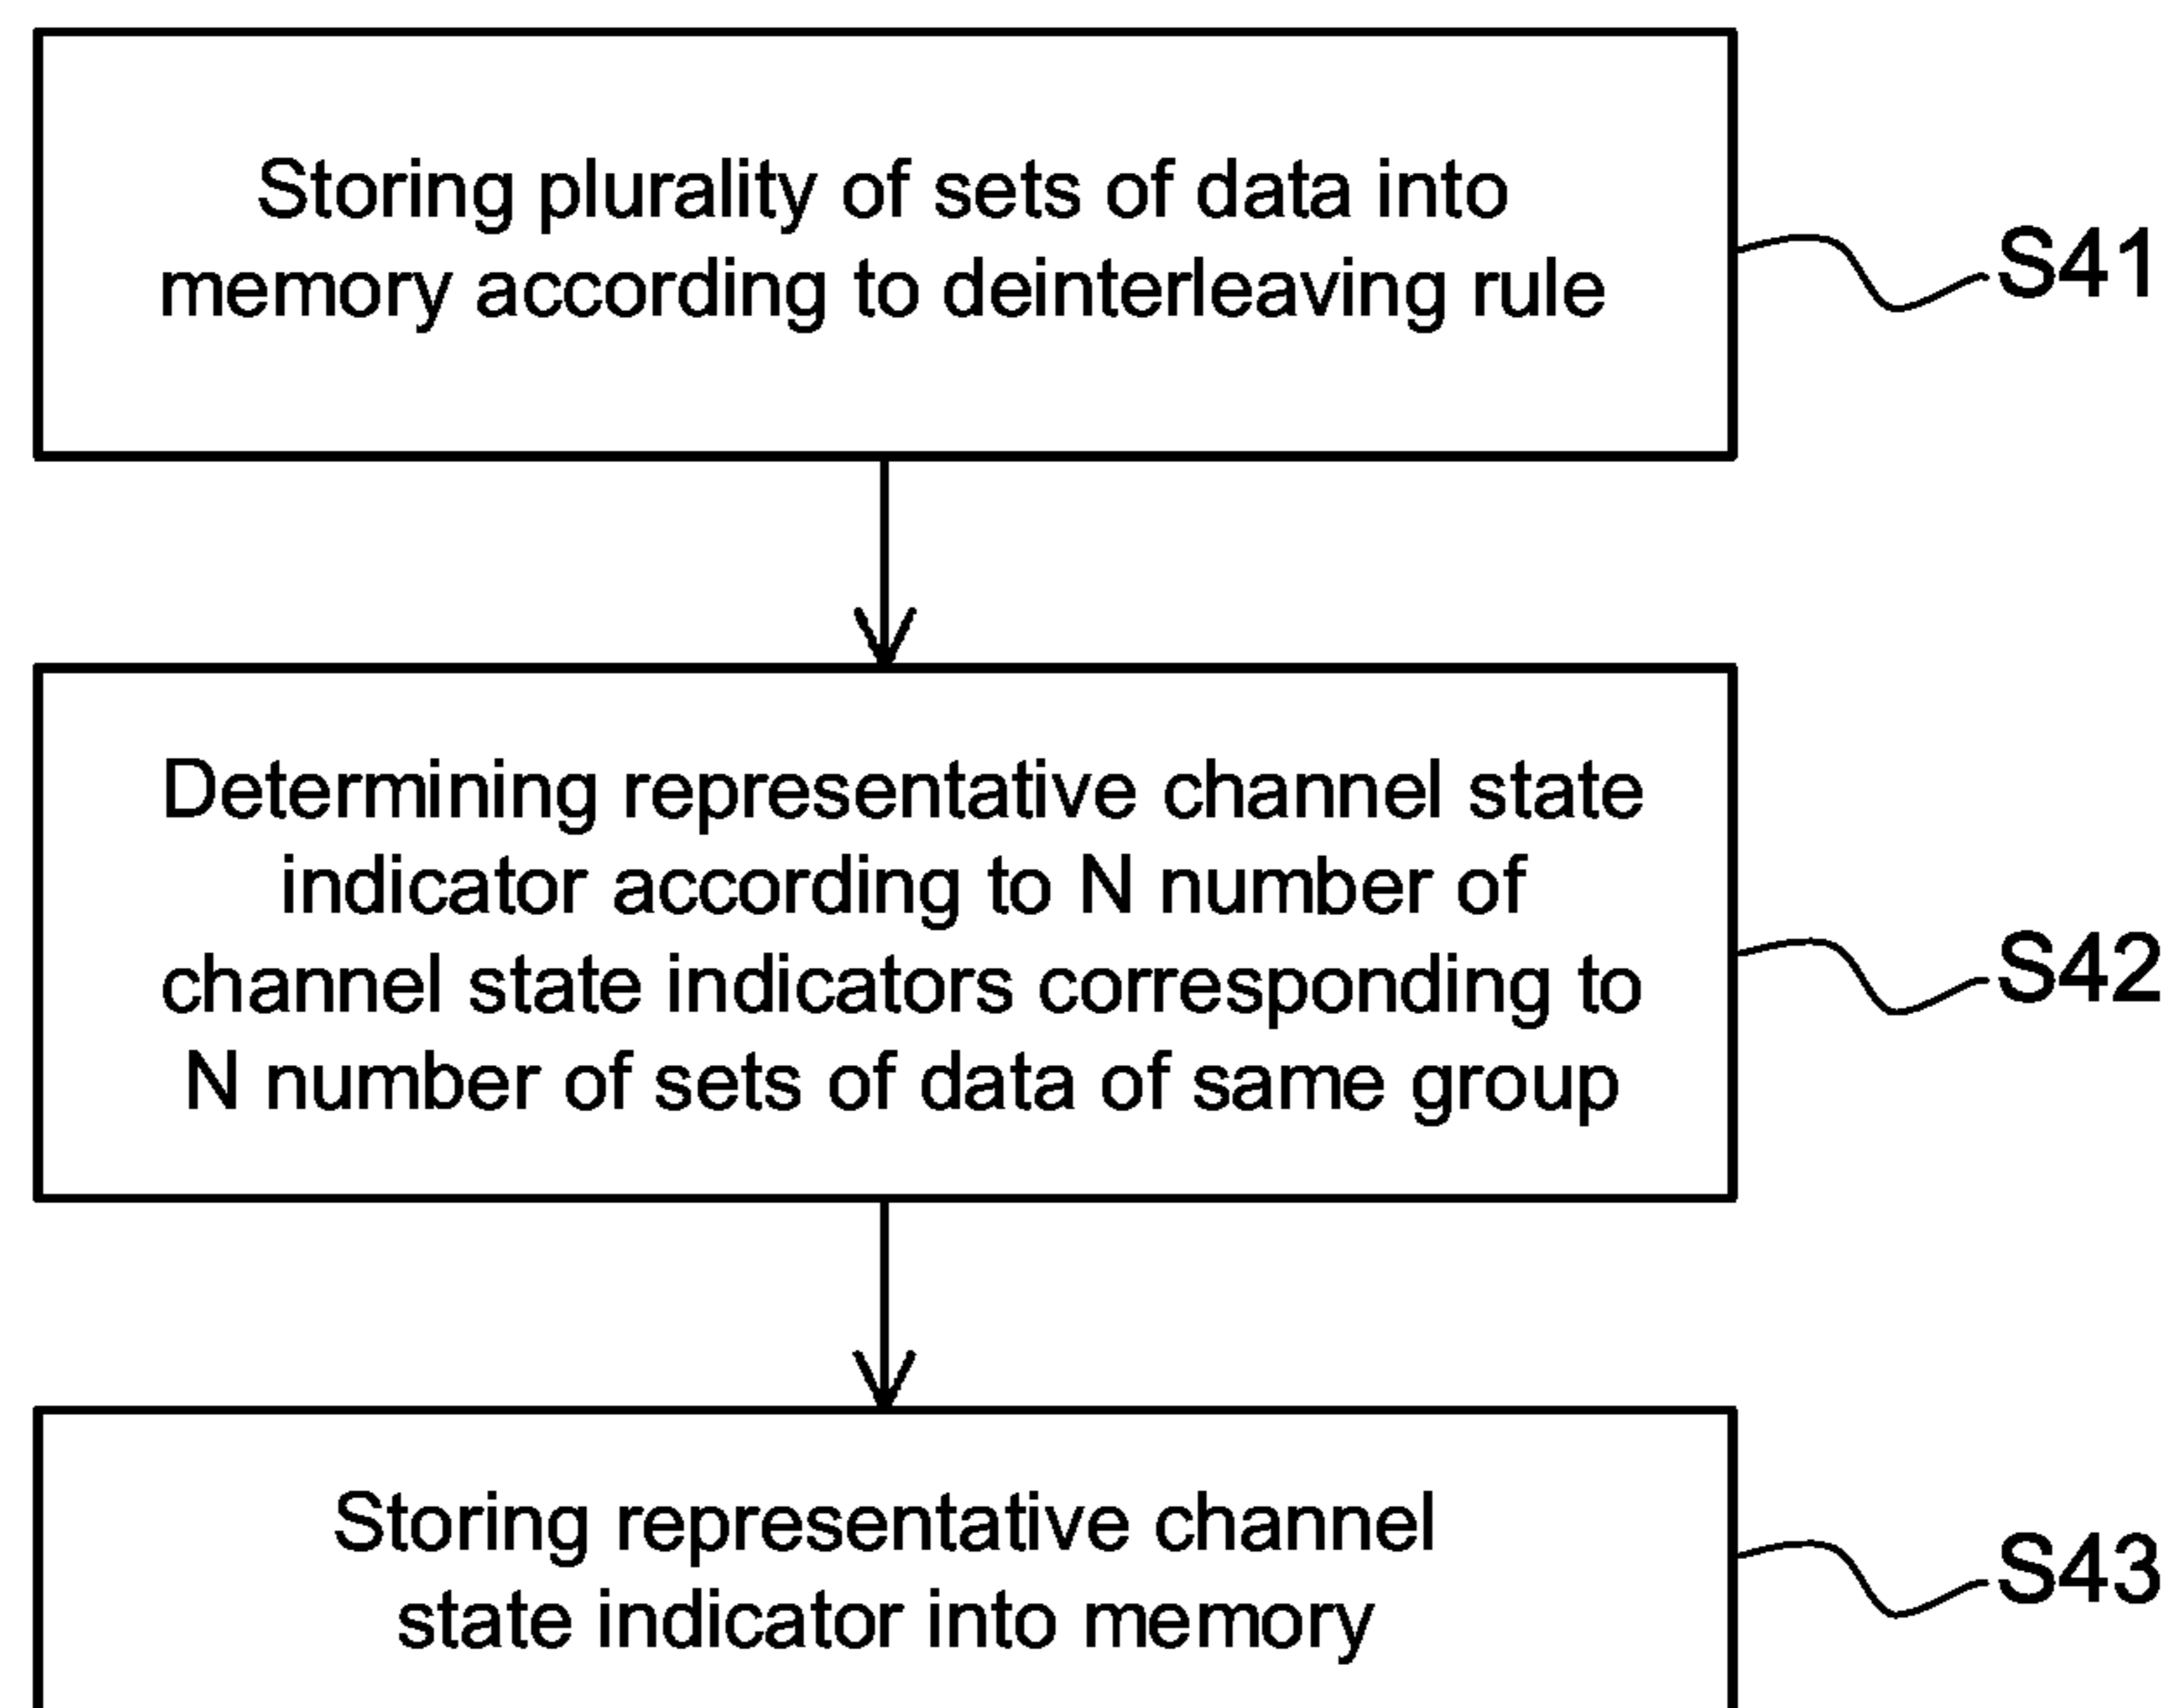 Storing plurality of sets of data into
memory according to deinterleaving rule
S41
Determining representative channel state
indicator according to N number of
channel state indicators corresponding to
N number of sets of data of same group
S42
Storing representative channel
state indicator into memory
S43